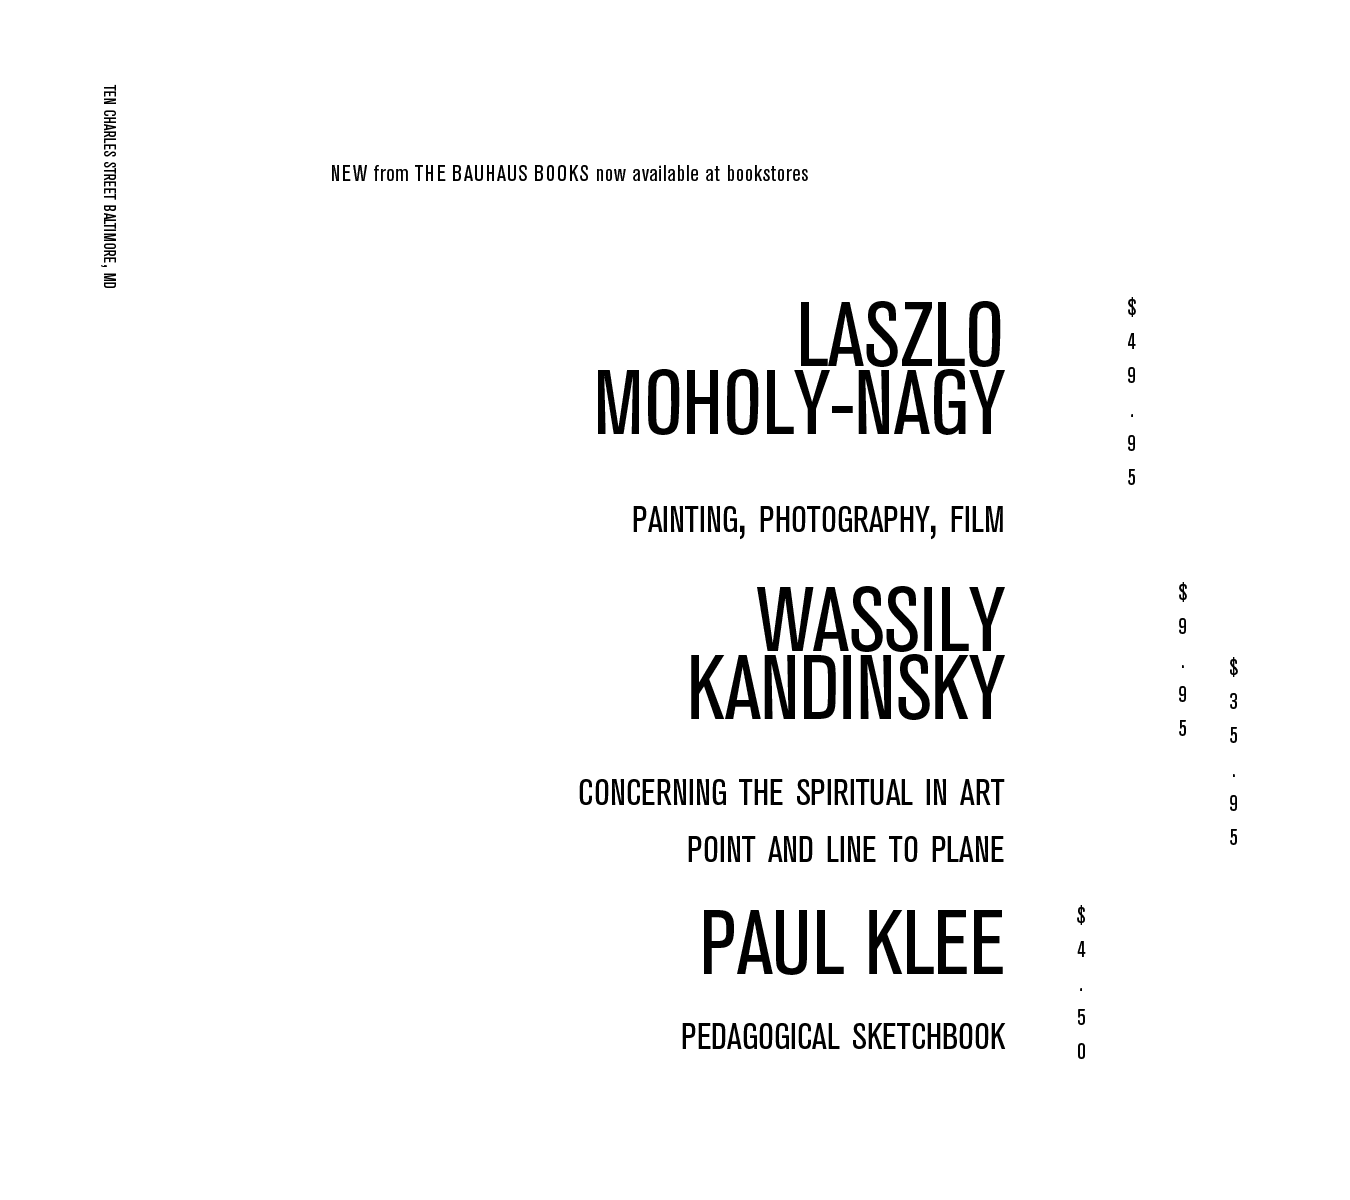 TEN CHARLES STREET BALTIMORE, MD
NEW from THE BAUHAUS BOOKS now available at bookstores
LASZLO
MOHOLY-NAGY
$49.95
PAINTING, PHOTOGRAPHY, FILM
WASSILY
KANDINSKY
$9.95
$35.95
CONCERNING THE SPIRITUAL IN ART
POINT AND LINE TO PLANE
PAUL KLEE
$4.50
PEDAGOGICAL SKETCHBOOK